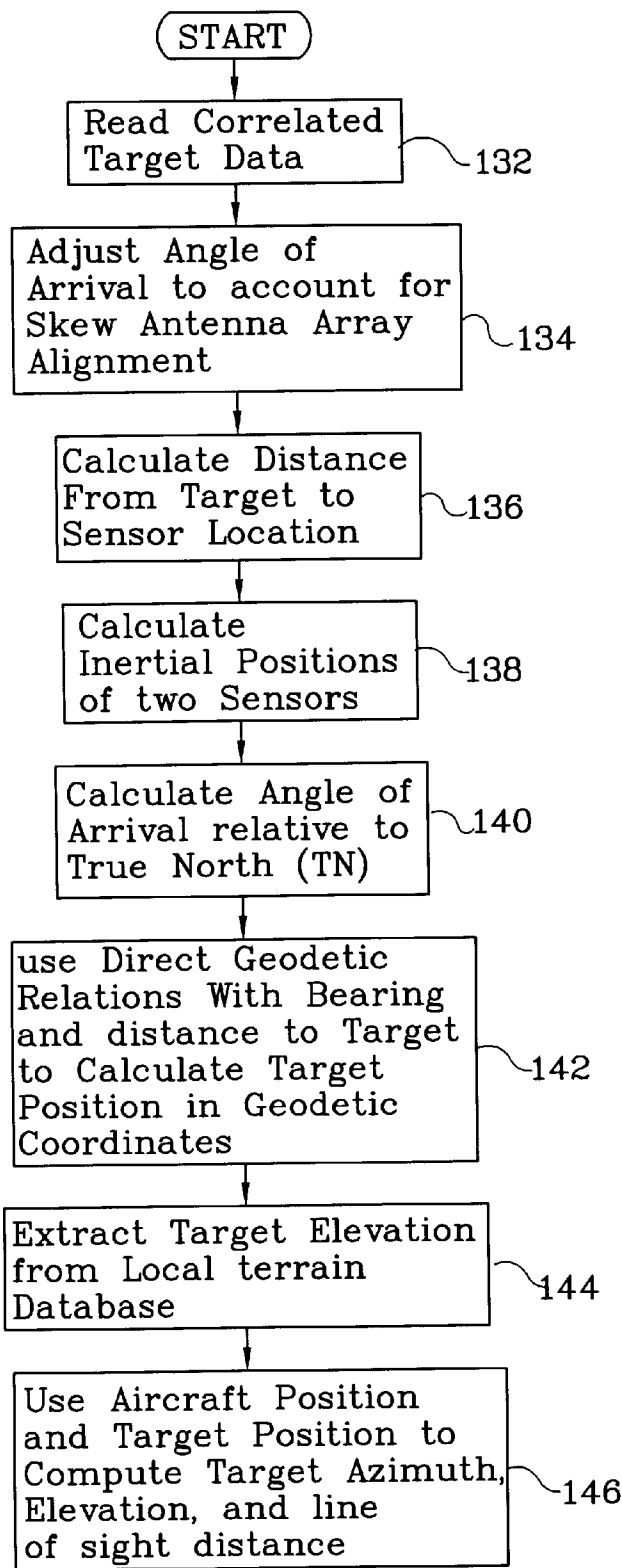 START
Read Correlated
Target Data
132
Adjust Angle of
Arrival to account for
Skew Antenna Array
Alignment
134
Calculate Distance
From Target to
Sensor Location
136
Calculate
Inertial Positions
of two Sensors
138
Calculate Angle of
Arrival relative to
True North (TN)
140
use Direct Geodetic
Relations With Bearing
and distance to Target
to Calculate Target
Position in Geodetic
Coordinates
142
Extract Target Elevation
from Local terrain
Database
144
Use Aircraft Position
and Target Position to
Compute Target Azimuth,
Elevation, and line
of sight distance
146